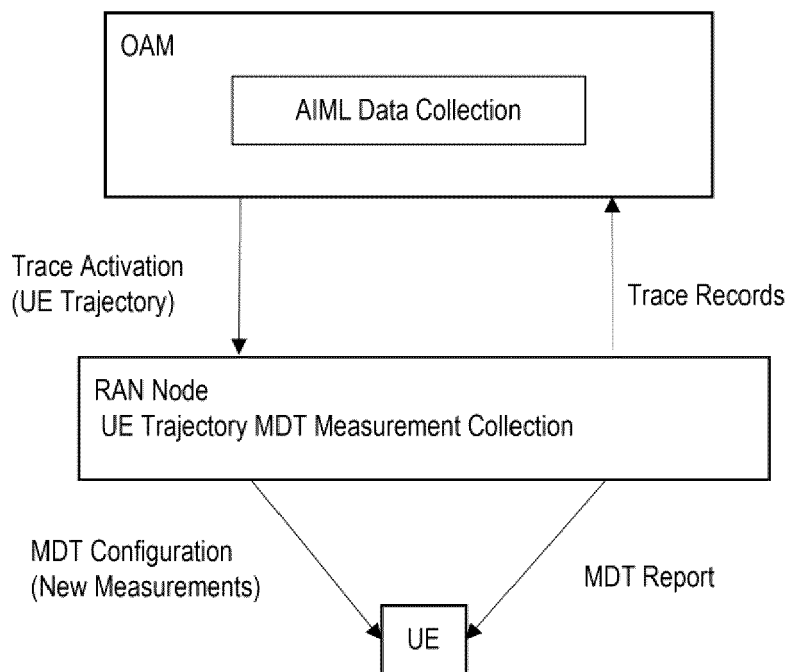 OAM
AIML Data Collection
Trace Activation
(UE Trajectory)
Trace Records
RAN Node
UE Trajectory MDT Measurement Collection
MDT Configuration
(New Measurements)
MDT Report
UE